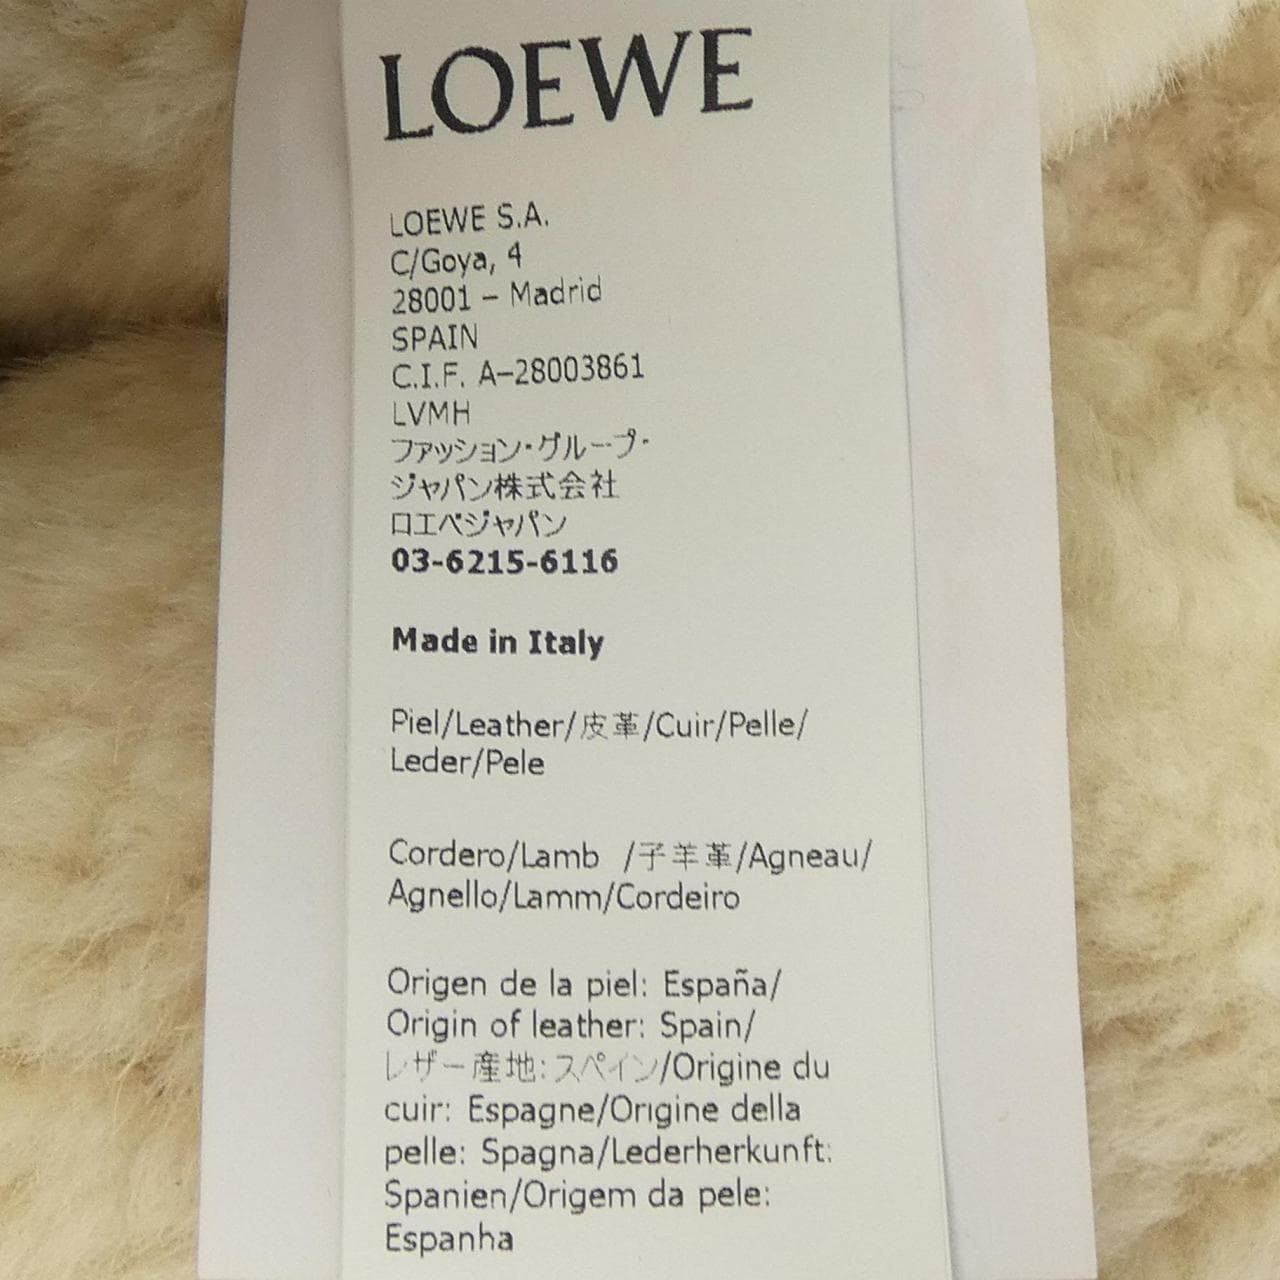 LOEWE
LOEWE S.A.
C/Goya, 4
28001 – Madrid
SPAIN
C.I.F. A–28003861
LVMH
ファッション・グループ・
ジャパン株式会社
ロエベジャパン
03-6215-6116
Made in Italy
Piel/Leather/皮革/Cuir/Pelle/
Leder/Pele
Cordero/Lamb /子羊革/Agneau/
Agnello/Lamm/Cordeiro
Origen de la piel: España/
Origin of leather: Spain/
レザー産地:スペイン/Origine du
cuir: Espagne/Origine della
pelle: Spagna/Lederherkunft:
Spanien/Origem da pele:
Espanha